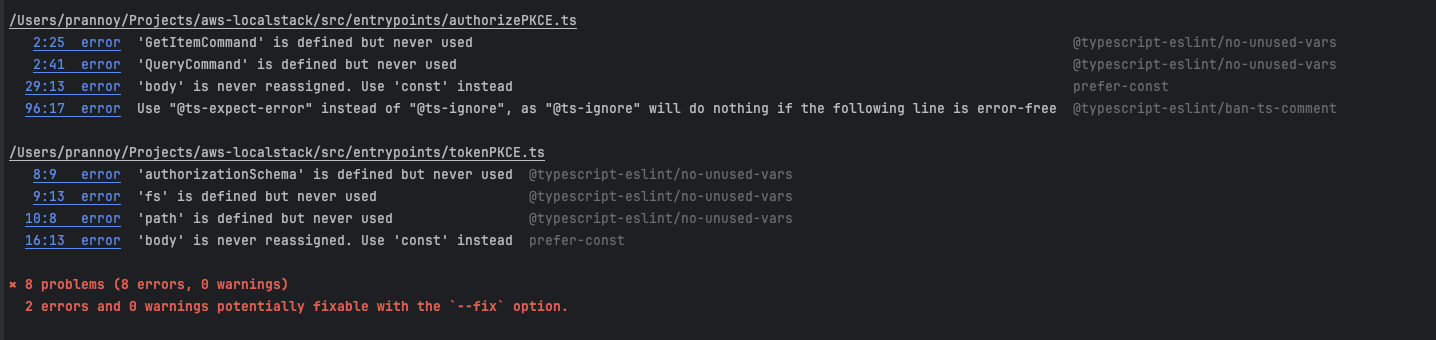 /Users/prannoy/Projects/aws-localstack/src/entrypoints/authorizePKCE.ts
2:25 error 'GetItemCommand' is defined but never used @typescript-eslint/no-unused-vars
2:41 error 'QueryCommand' is defined but never used @typescript-eslint/no-unused-vars
29:13 error 'body' is never reassigned. Use 'const' instead prefer-const
96:17 error Use "@ts-expect-error" instead of "@ts-ignore", as "@ts-ignore" will do nothing if the following line is error-free @typescript-eslint/ban-ts-comment
/Users/prannoy/Projects/aws-localstack/src/entrypoints/tokenPKCE.ts
8:9 error 'authorizationSchema' is defined but never used @typescript-eslint/no-unused-vars
9:13 error 'fs' is defined but never used @typescript-eslint/no-unused-vars
10:8 error 'path' is defined but never used @typescript-eslint/no-unused-vars
16:13 error 'body' is never reassigned. Use 'const' instead prefer-const
✖ 8 problems (8 errors, 0 warnings)
2 errors and 0 warnings potentially fixable with the `--fix` option.